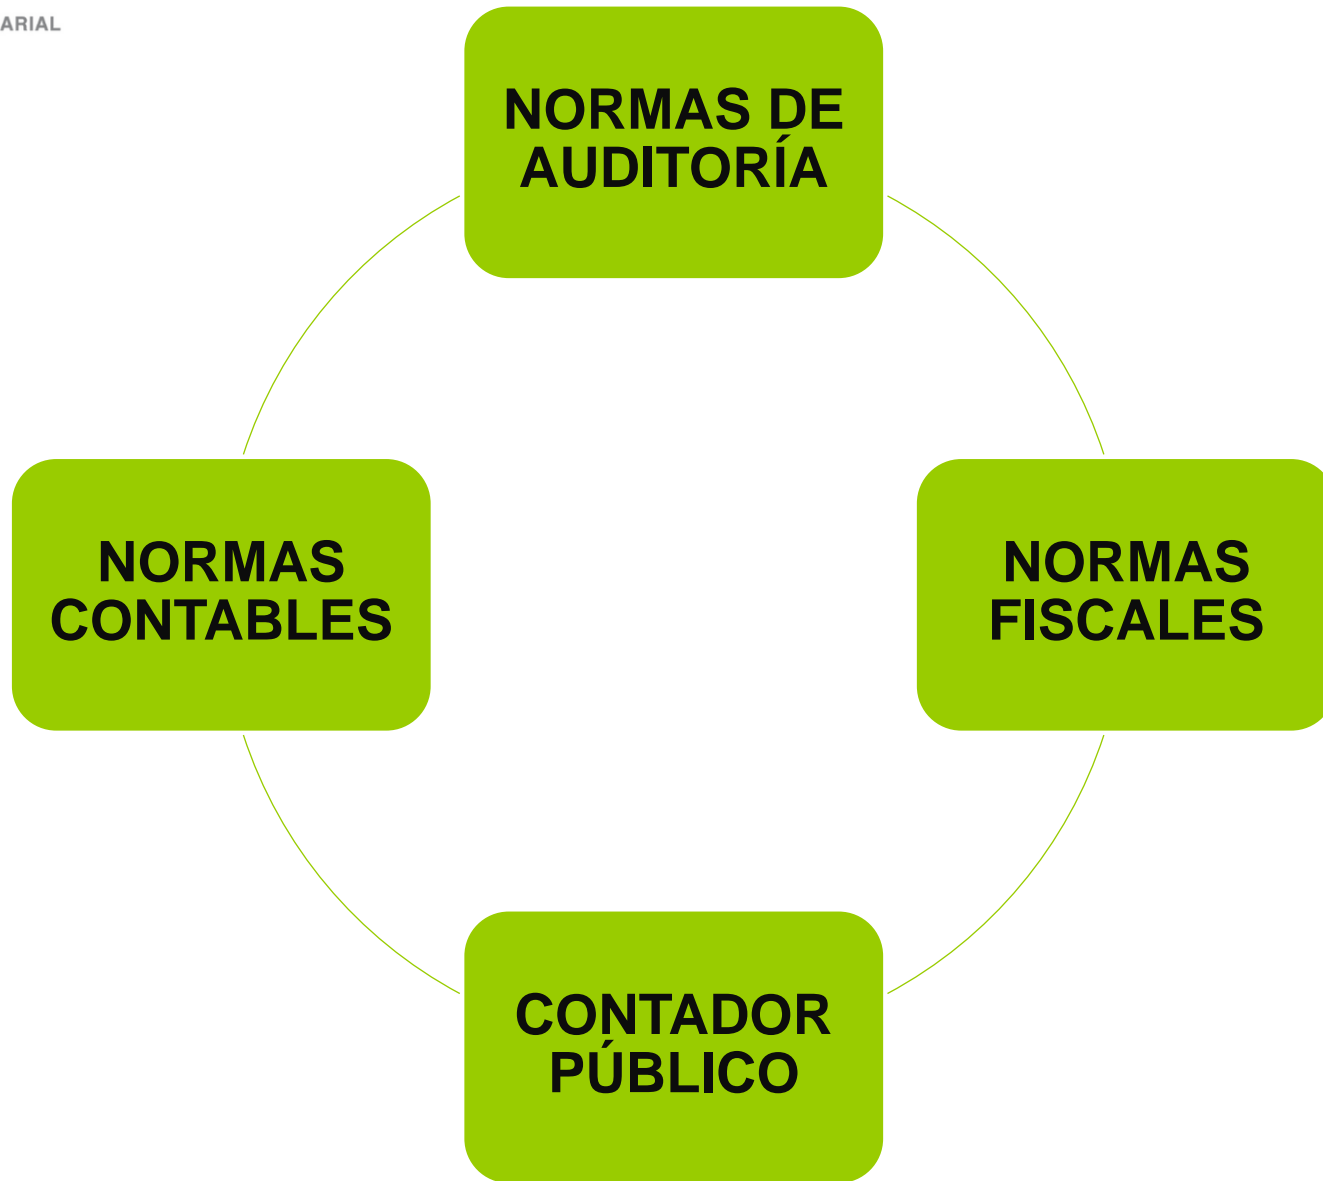 ARIAL
NORMAS DE
AUDITORÍA
NORMAS
CONTABLES
NORMAS
FISCALES
CONTADOR
PÚBLICO